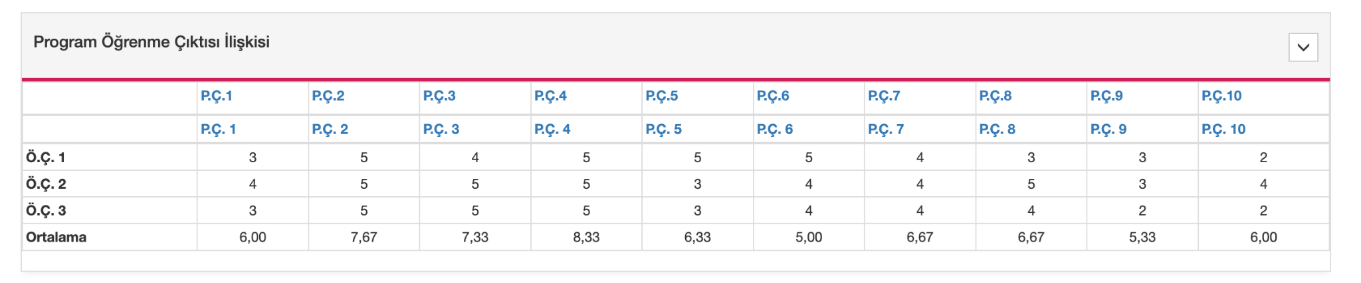 Program Öğrenme Çıktısı İlişkisi
P.Ç.1 P.Ç.2 P.Ç.3 P.Ç.4 P.Ç.5 P.Ç.6 P.Ç.7 P.Ç.8 P.Ç.9 P.Ç.10
P.Ç. 1 P.Ç. 2 P.Ç. 3 P.Ç. 4 P.Ç. 5 P.Ç. 6 P.Ç. 7 P.Ç. 8 P.Ç. 9 P.Ç. 10
Ö.Ç. 1 3 5 4 5 5 5 4 3 3 2
Ö.Ç. 2 4 5 5 5 3 4 4 5 3 4
Ö.Ç. 3 3 5 5 5 3 4 4 4 2 2
Ortalama 6,00 7,67 7,33 8,33 6,33 5,00 6,67 6,67 5,33 6,00